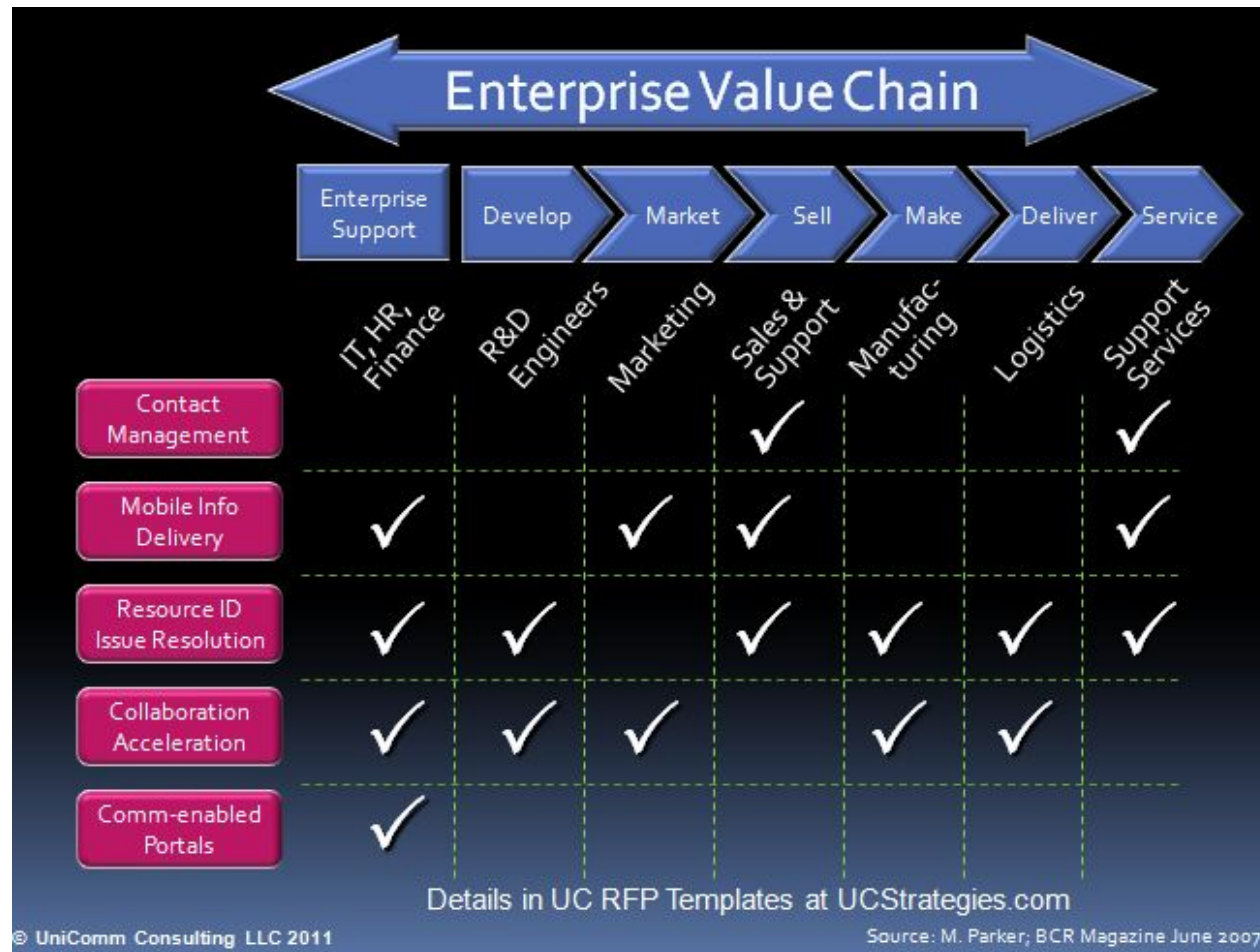 Enterprise Value Chain
Enterprise
Support
Develop
Market
Sell
Make
Deliver
Service
IT, HR,
Finance
R&D
Engineers
Marketing
Sales &
Support
Manufac-
turing
Logistics
Support
Services
Contact
Management
Mobile Info
Delivery
Resource ID
Issue Resolution
Collaboration
Acceleration
Comm-enabled
Portals
Details in UC RFP Templates at UCStrategies.com
© UniComm Consulting LLC 2011
Source: M. Parker; BCR Magazine June 2007